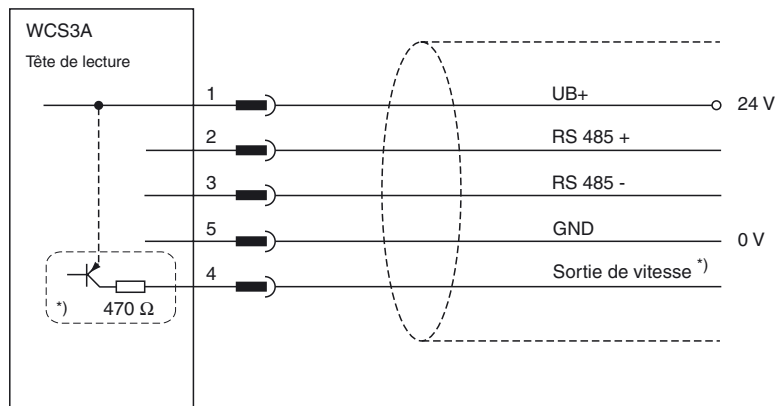 WCS3A
Tête de lecture
1 UB+ 24 V
2 RS 485 +
3 RS 485 -
5 GND 0 V
4 Sortie de vitesse *)
*) 470 Ω